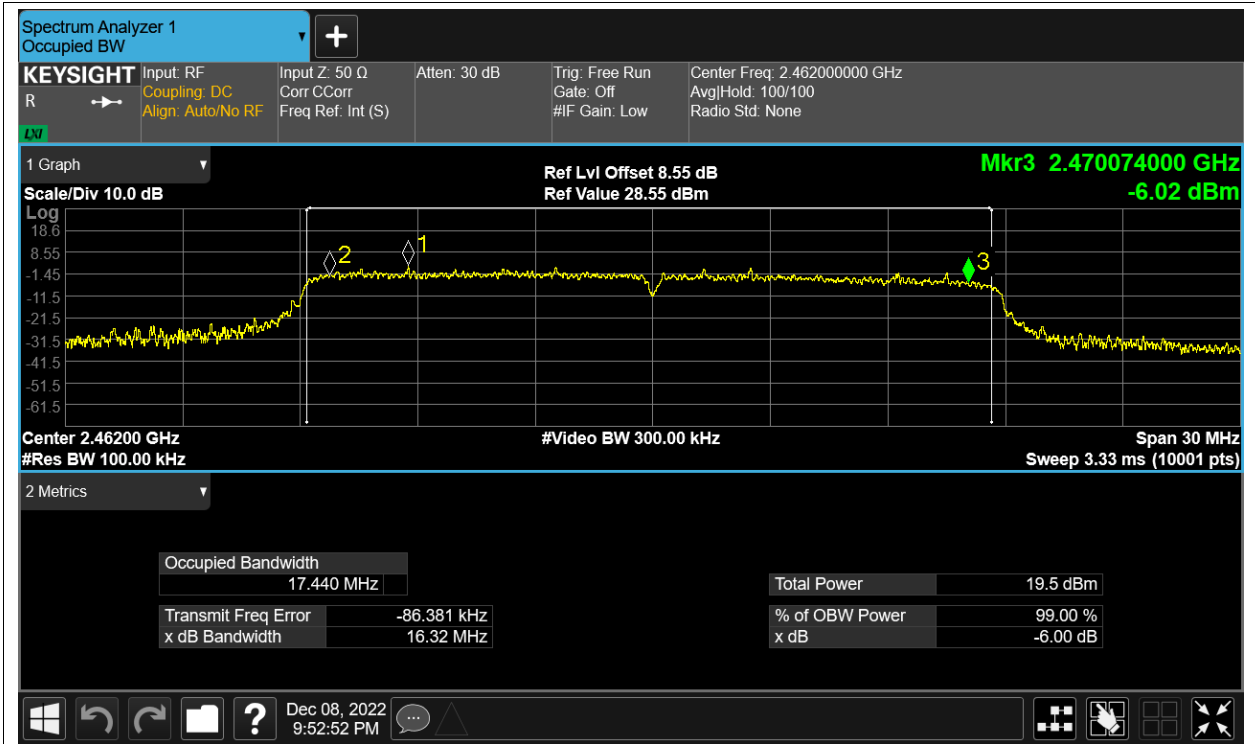 Spectrum Analyzer 1
Occupied BW
KEYSIGHT
R
LXI
Input: RF
Coupling: DC
Align: Auto/No RF
Input Z: 50 Ω
Corr CCorr
Freq Ref: Int (S)
Atten: 30 dB
Trig: Free Run
Gate: Off
#IF Gain: Low
Center Freq: 2.462000000 GHz
Avg|Hold: 100/100
Radio Std: None
1 Graph
Scale/Div 10.0 dB
Ref Lvl Offset 8.55 dB
Ref Value 28.55 dBm
Mkr3 2.470074000 GHz
-6.02 dBm
Log
18.6
8.55
-1.45
-11.5
-21.5
-31.5
-41.5
-51.5
-61.5
2
1
3
Center 2.46200 GHz
#Video BW 300.00 kHz
Span 30 MHz
#Res BW 100.00 kHz
Sweep 3.33 ms (10001 pts)
2 Metrics
Occupied Bandwidth
17.440 MHz
Transmit Freq Error -86.381 kHz
x dB Bandwidth 16.32 MHz
Total Power 19.5 dBm
% of OBW Power 99.00 %
x dB -6.00 dB
?
Dec 08, 2022
9:52:52 PM